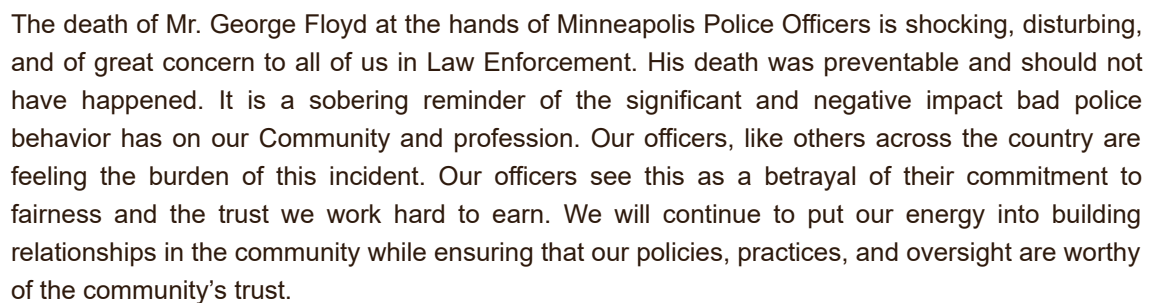 The death of Mr. George Floyd at the hands of Minneapolis Police Officers is shocking, disturbing,
and of great concern to all of us in Law Enforcement. His death was preventable and should not
have happened. It is a sobering reminder of the significant and negative impact bad police
behavior has on our Community and profession. Our officers, like others across the country are
feeling the burden of this incident. Our officers see this as a betrayal of their commitment to
fairness and the trust we work hard to earn. We will continue to put our energy into building
relationships in the community while ensuring that our policies, practices, and oversight are worthy
of the community’s trust.